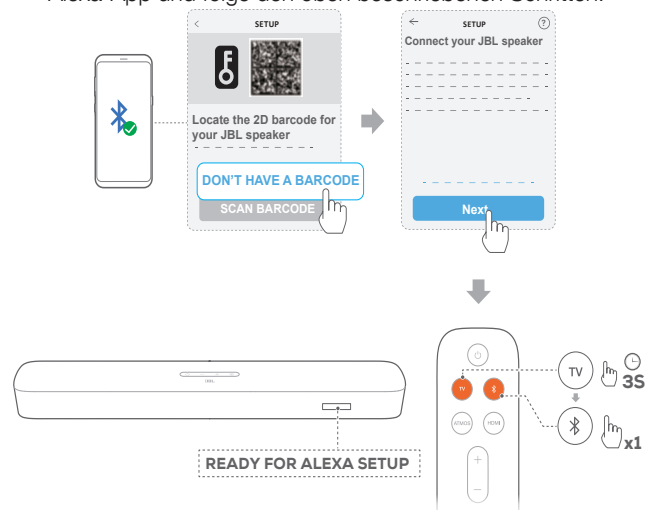 Alexa-App und folge den oben beschriebenen Schritten.
SETUP
Locate the 2D barcode for
your JBL speaker
DON'T HAVE A BARCODE
SCAN BARCODE
SETUP
?
Connect your JBL speaker
Next
JBL
READY FOR ALEXA SETUP
TV
ATMOS
HDMI
+
−
TV
3S
x1